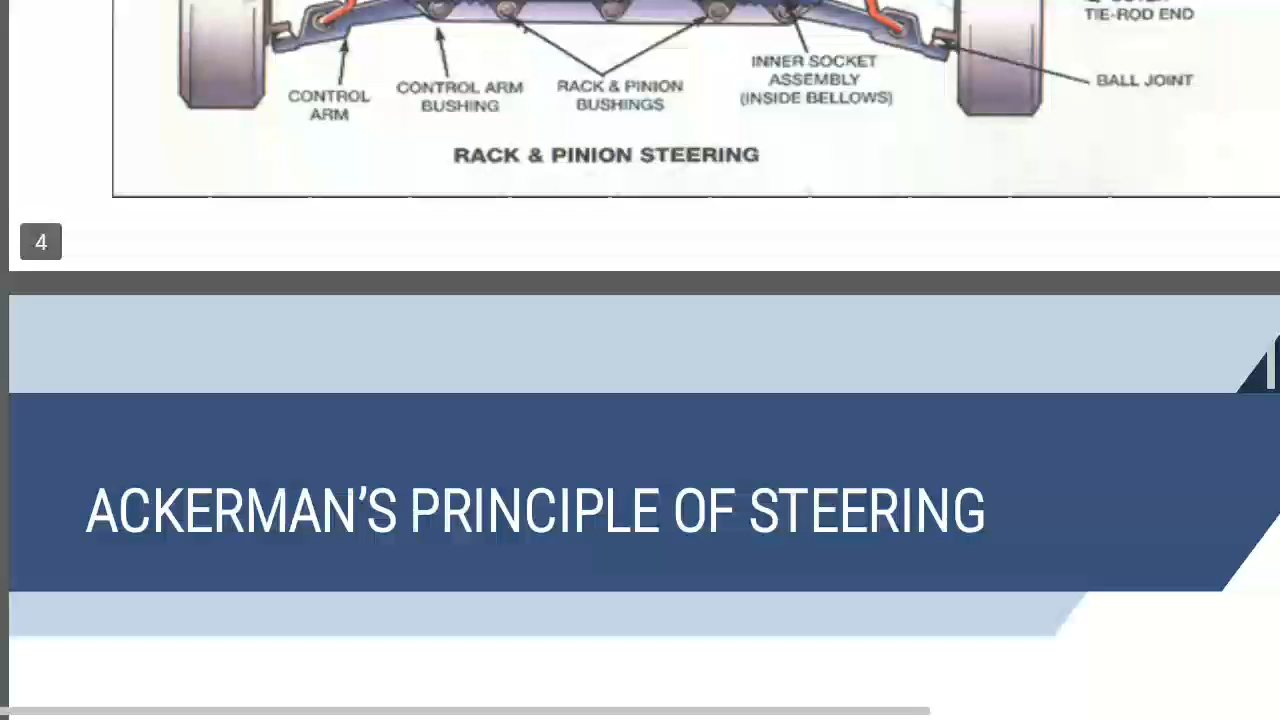 TIE-ROD END
INNER SOCKET
ASSEMBLY
(INSIDE BELLOWS)
BALL JOINT
CONTROL ARM
BUSHING
RACK & PINION
BUSHINGS
CONTROL
ARM
RACK & PINION STEERING
4
ACKERMAN'S PRINCIPLE OF STEERING